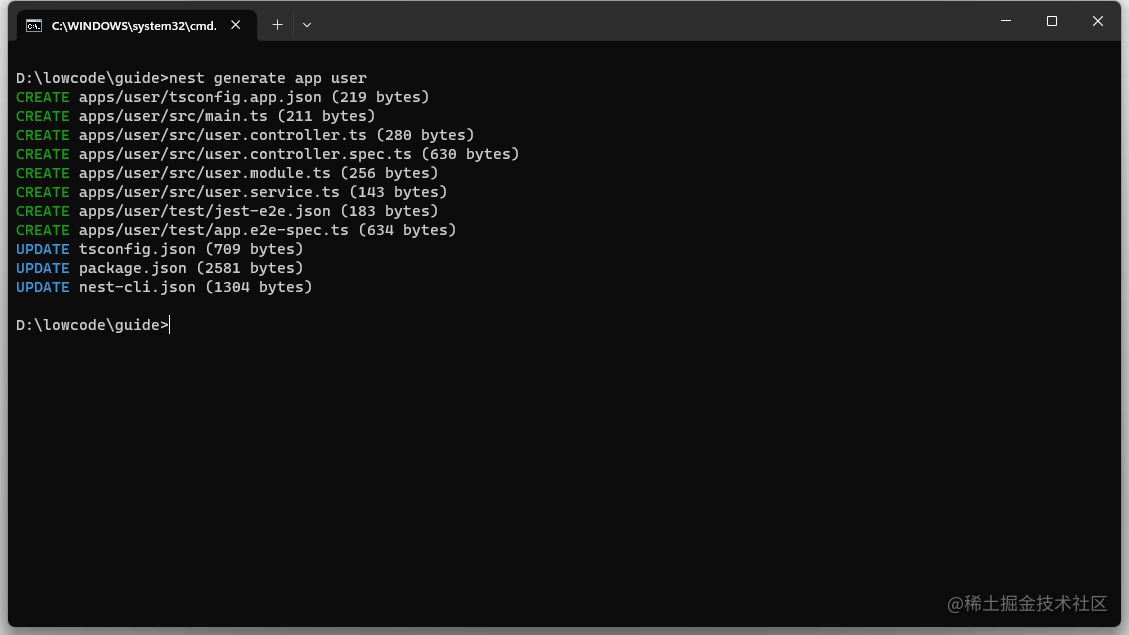 C:\WINDOWS\system32\cmd.
D:\lowcode\guide>nest generate app user
CREATE apps/user/tsconfig.app.json (219 bytes)
CREATE apps/user/src/main.ts (211 bytes)
CREATE apps/user/src/user.controller.ts (280 bytes)
CREATE apps/user/src/user.controller.spec.ts (630 bytes)
CREATE apps/user/src/user.module.ts (256 bytes)
CREATE apps/user/src/user.service.ts (143 bytes)
CREATE apps/user/test/jest-e2e.json (183 bytes)
CREATE apps/user/test/app.e2e-spec.ts (634 bytes)
UPDATE tsconfig.json (709 bytes)
UPDATE package.json (2581 bytes)
UPDATE nest-cli.json (1304 bytes)
D:\lowcode\guide>
@稀土掘金技术社区